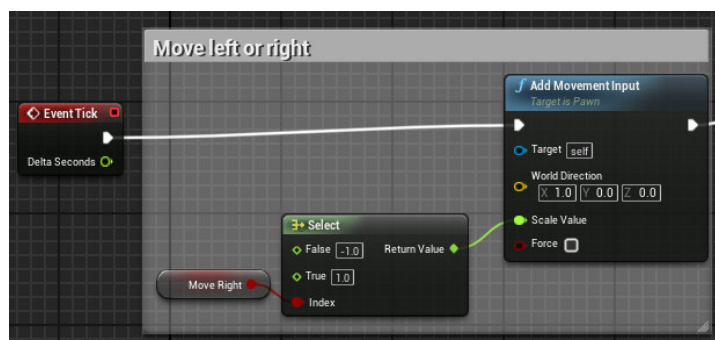 Move left or right
Event Tick
Delta Seconds
Add Movement Input
Target is Pawn
Target self
World Direction
X 1.0 Y 0.0 Z 0.0
Scale Value
Force
Select
False -1.0 Return Value
True 1.0
Index
Move Right